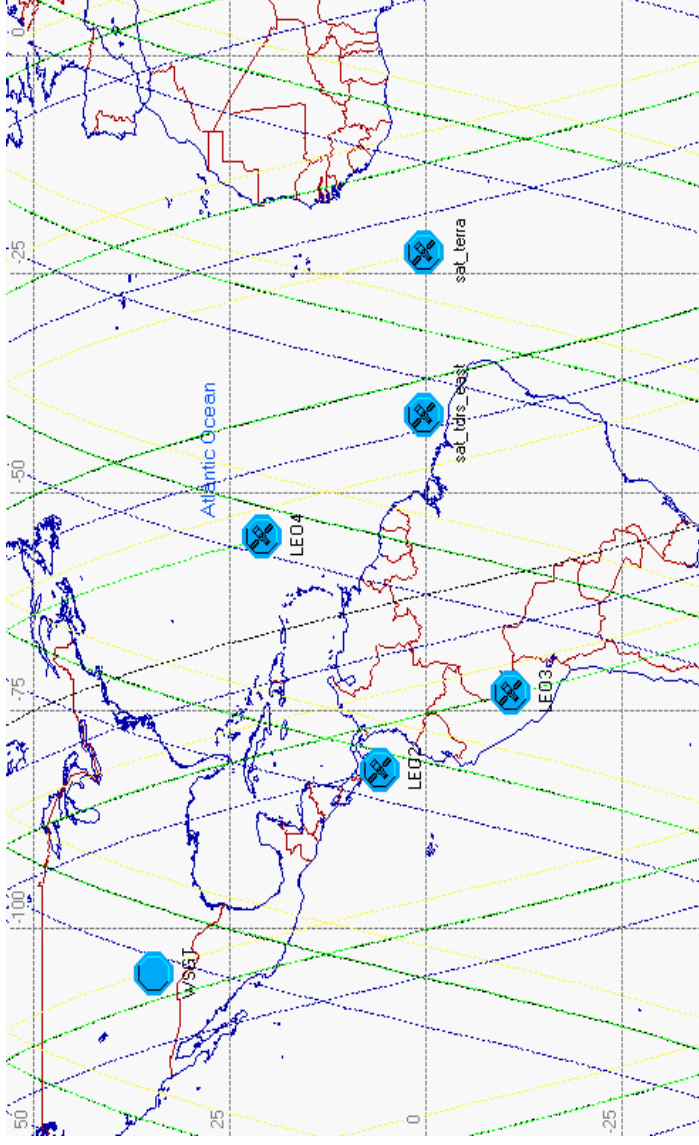 50 -100 -75 -50 -25 0
WSGT
Atlantic Ocean
25
LEO4
0
LEO2
sat_tdrs_east
sat_terra
LEO3
-25